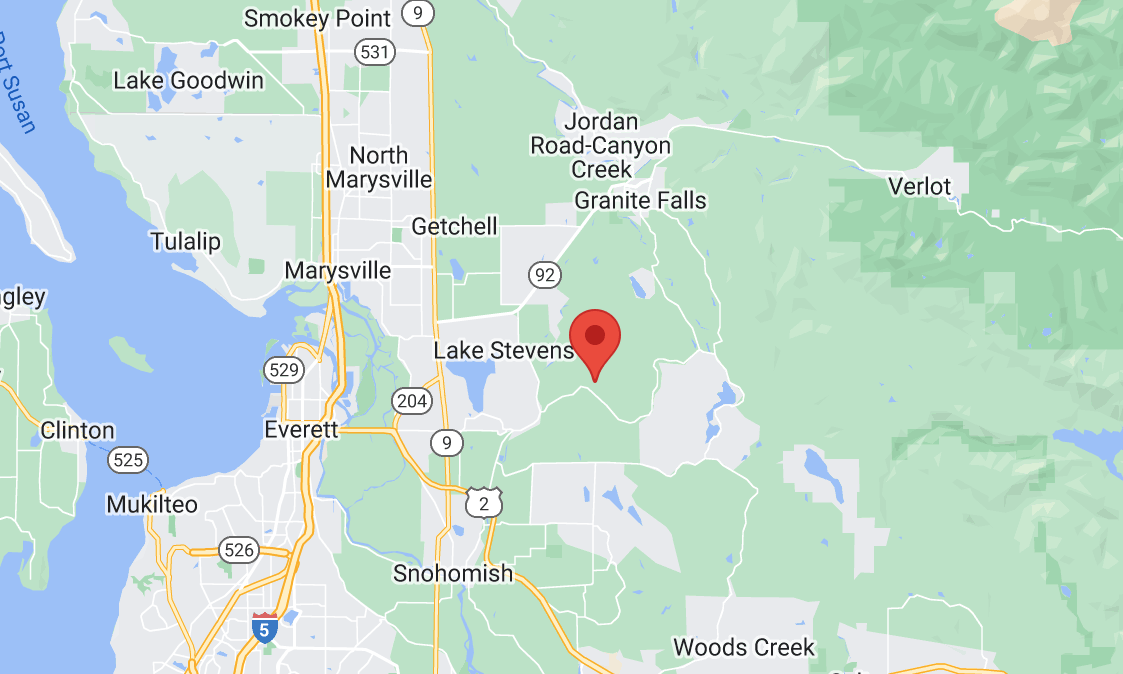 Smokey Point
9
531
Lake Goodwin
Port Susan
Jordan
Road-Canyon
Creek
North
Marysville
Verlot
Granite Falls
Getchell
Tulalip
Marysville
92
gley
Lake Stevens
529
204
Clinton
Everett
9
525
Mukilteo
2
526
Snohomish
5
Woods Creek